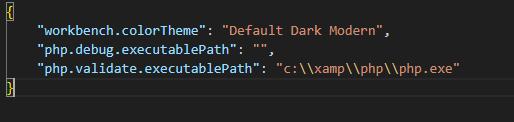 {
"workbench.colorTheme": "Default Dark Modern",
"php.debug.executablePath": "",
"php.validate.executablePath": "c:\\xamp\\php\\php.exe"
}